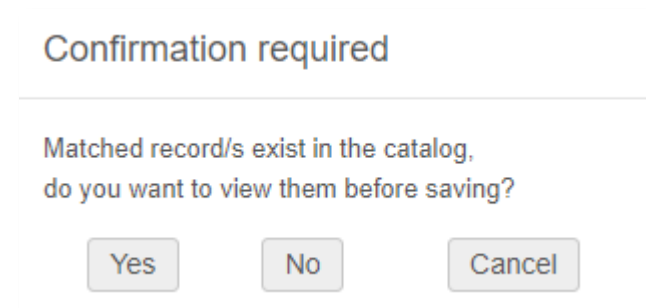 Confirmation required
Matched record/s exist in the catalog,
do you want to view them before saving?
Yes No Cancel